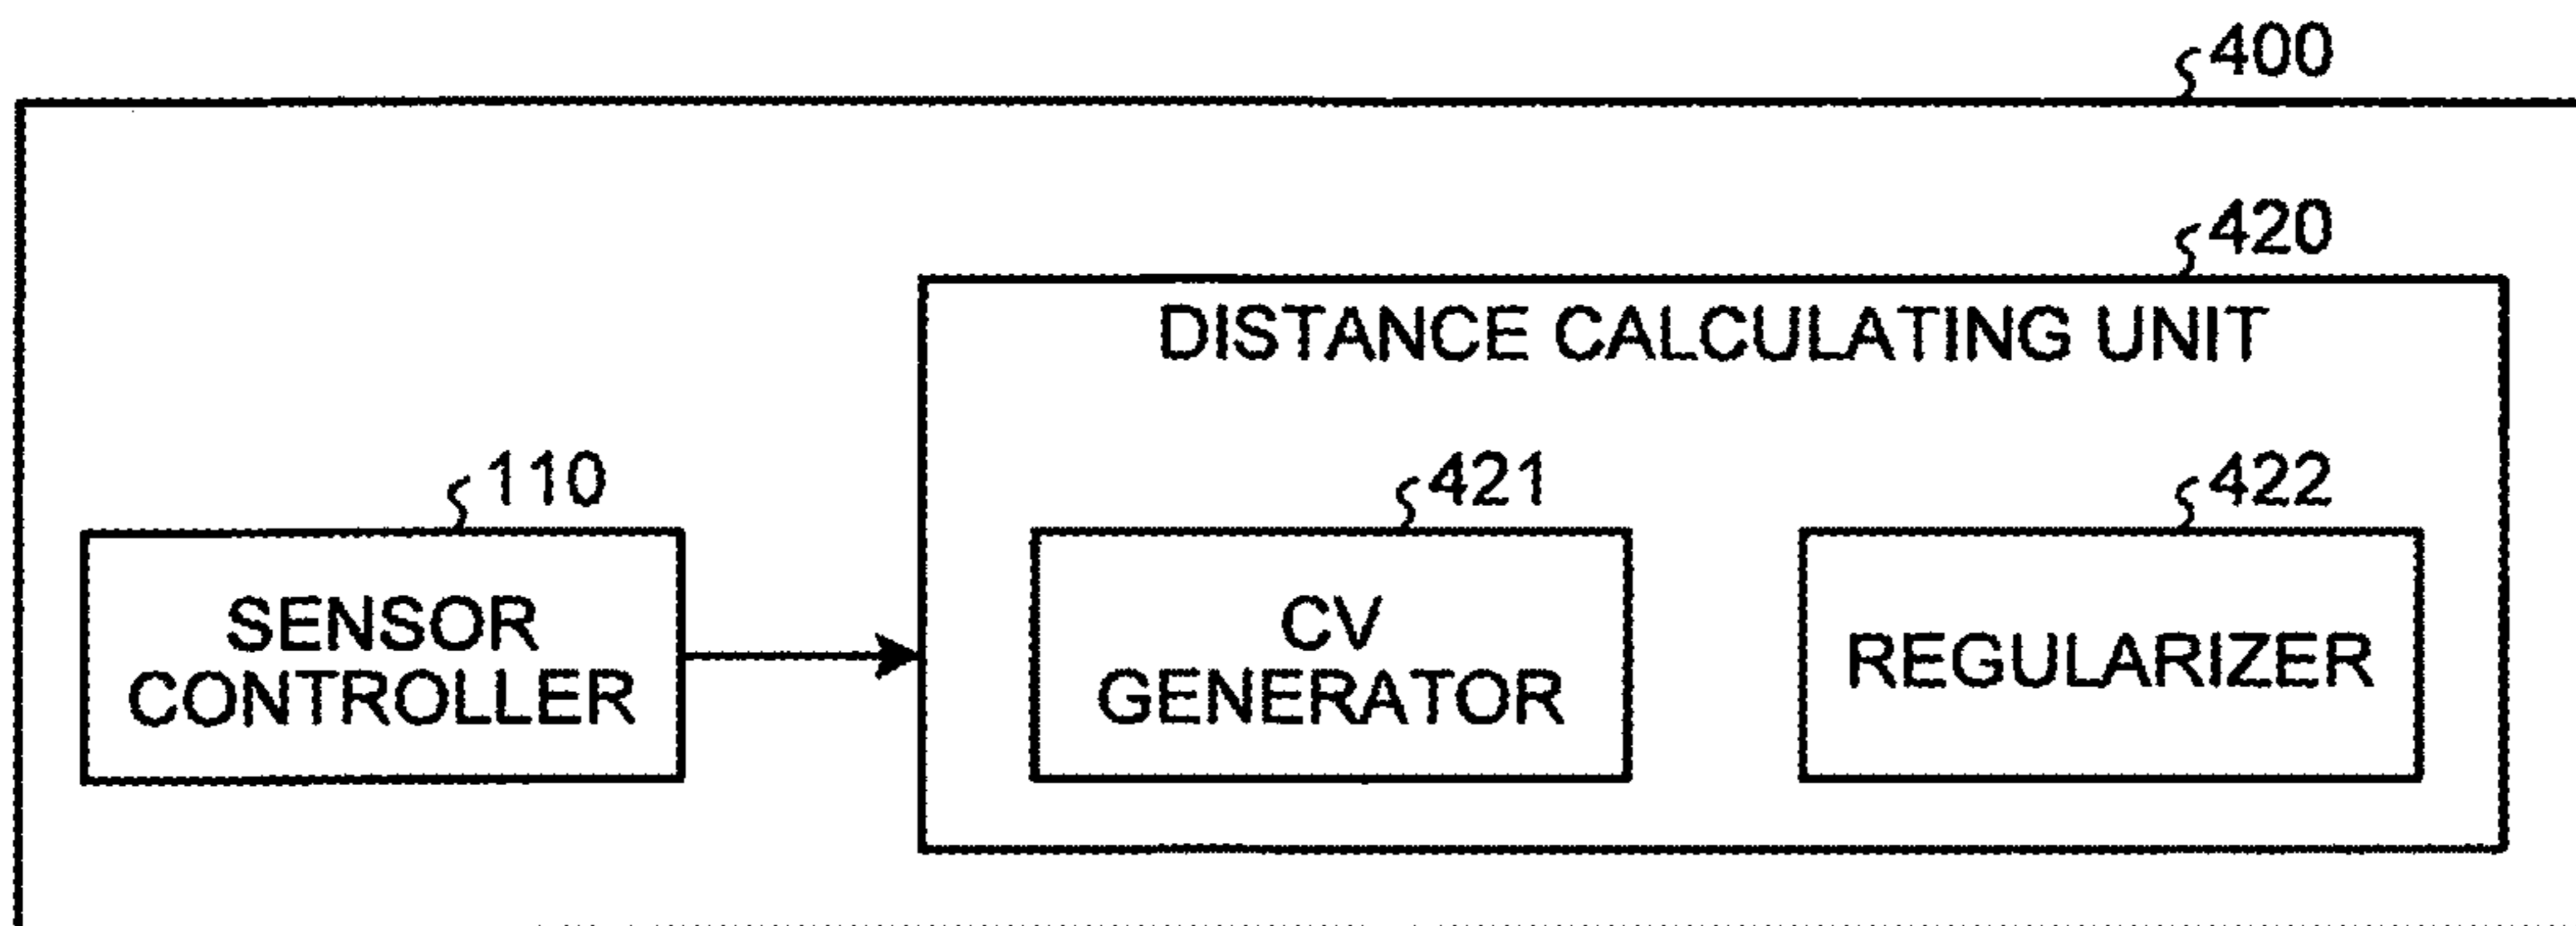 400
420
DISTANCE CALCULATING UNIT
110
421
422
SENSOR
CONTROLLER
CV
GENERATOR
REGULARIZER